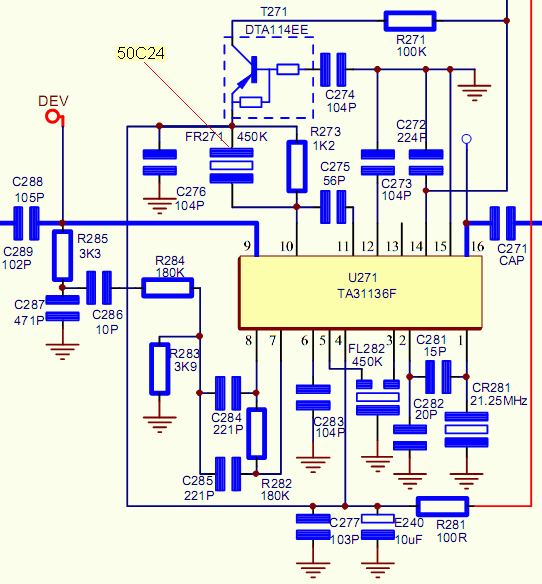 T271
DTA114EE
R271
100K
50C24
C274
104P
DEV
FR271
450K
R273
1K2
C272
224P
C275
56P
C288
105P
C276
104P
C273
104P
R285
3K3
R284
180K
9
10
11
12
13
14
15
16
C271
CAP
C289
102P
C287
471P
C286
10P
U271
TA31136F
8
7
6
5
4
3
2
1
R283
3K9
FL282
450K
C281
15P
CR281
21.25MHz
C284
221P
C283
104P
C282
20P
C285
221P
R282
180K
C277
103P
E240
10uF
R281
100R